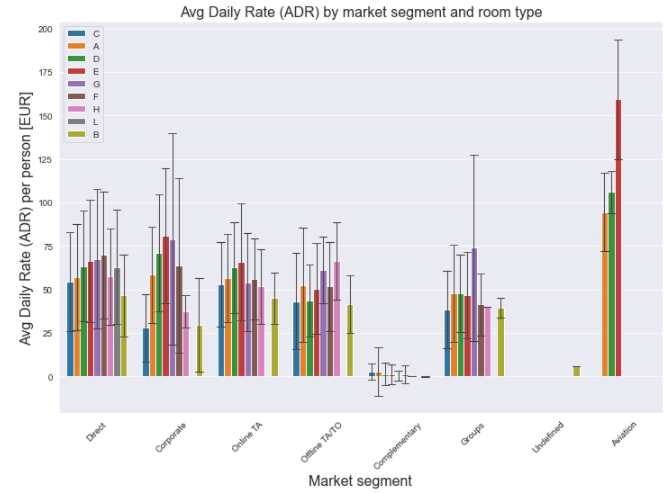 Avg Daily Rate (ADR) by market segment and room type
Avg Daily Rate (ADR) per person [EUR]
200
175
150
125
100
75
50
25
0
C
A
D
E
G
F
H
L
B
Direct
Corporate
Online TA
Offline TA/TO
Complementary
Groups
Undefined
Aviation
Market segment